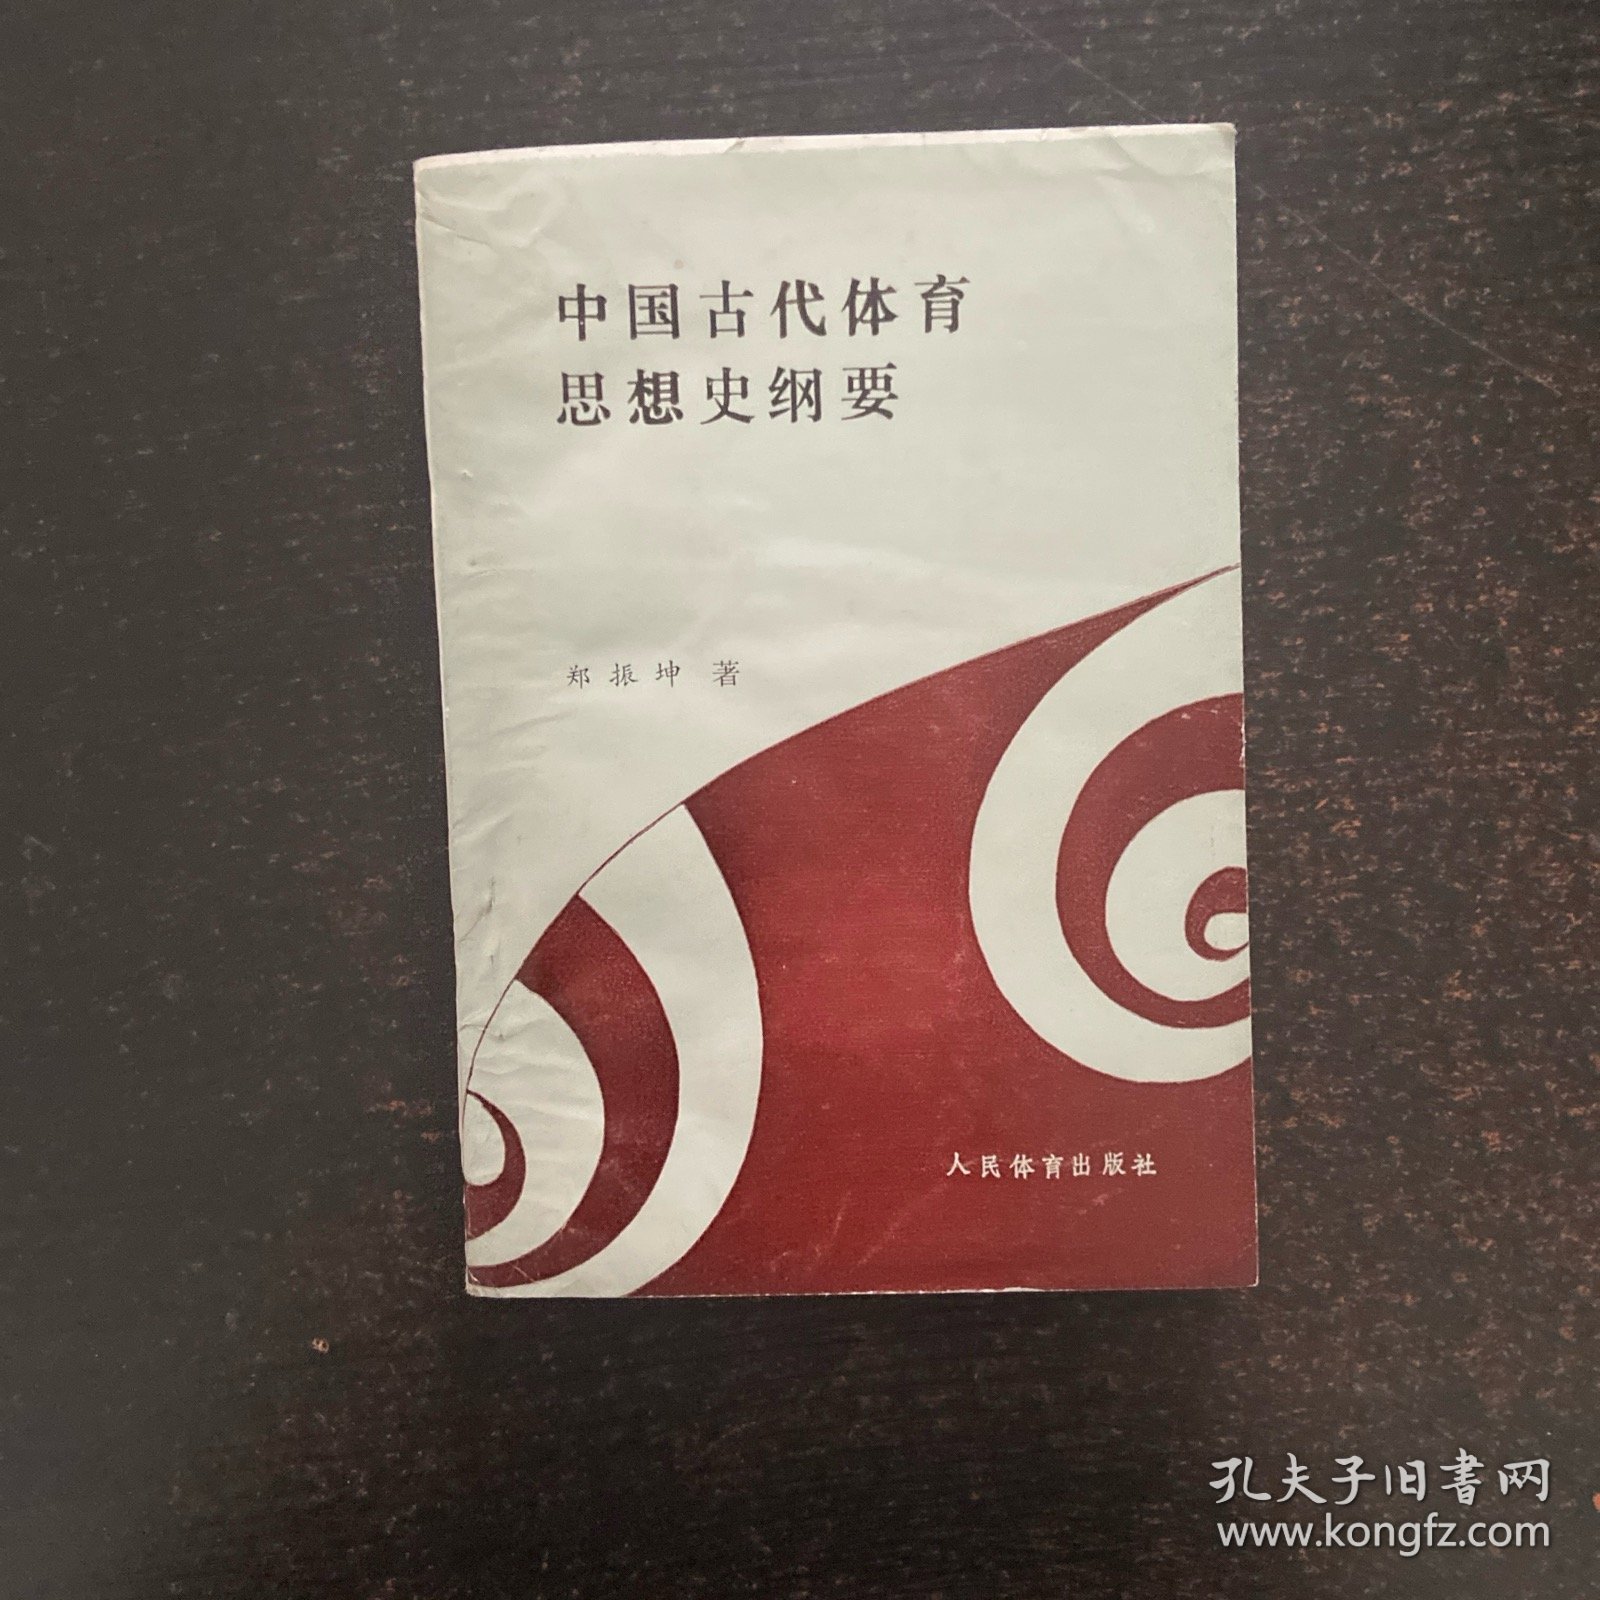 中国古代体育
思想史纲要
郑振坤 著
人民体育出版社
孔夫子旧書网
www.kongfz.com